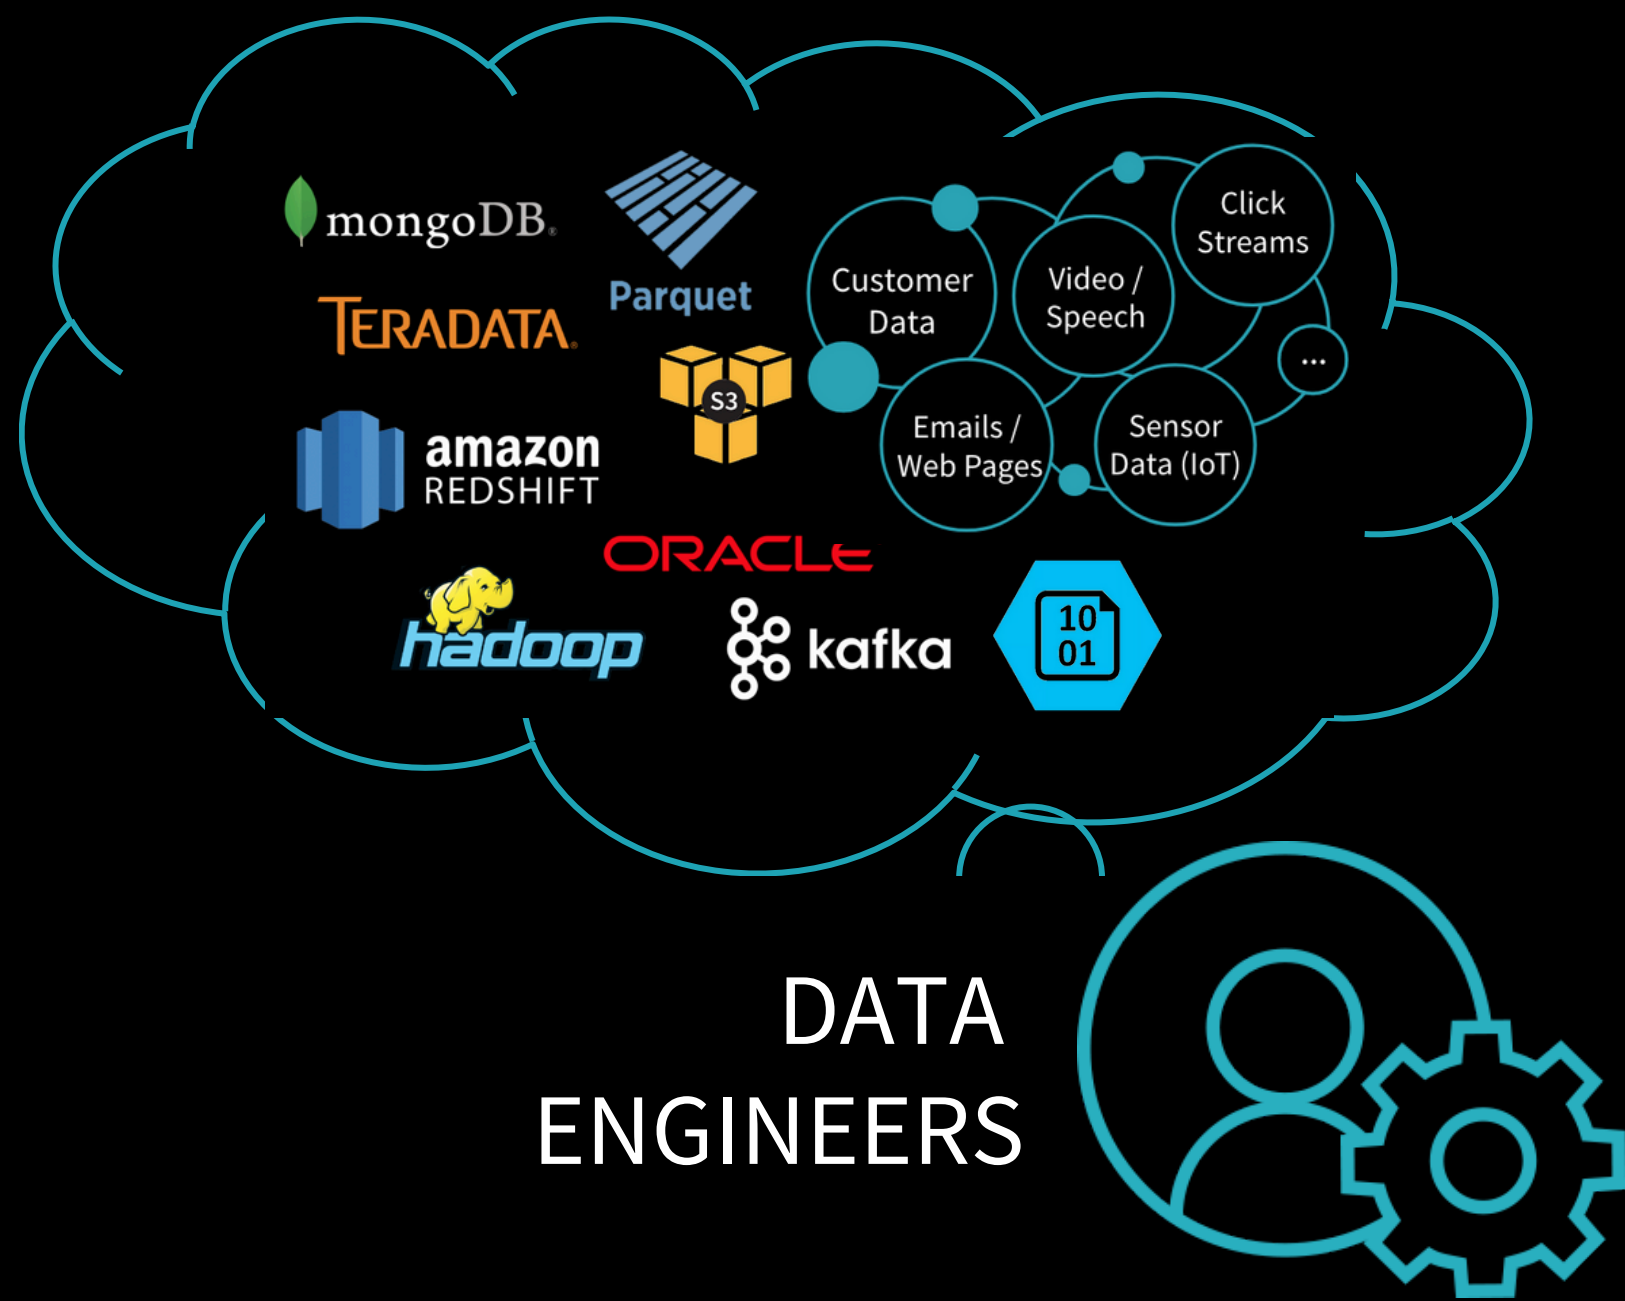 mongoDB®
Parquet
TERADATA®
S3
amazon
REDSHIFT
ORACLE
hadoop
kafka
10
01
Customer
Data
Video /
Speech
Click
Streams
...
Emails /
Web Pages
Sensor
Data (IoT)
DATA
ENGINEERS